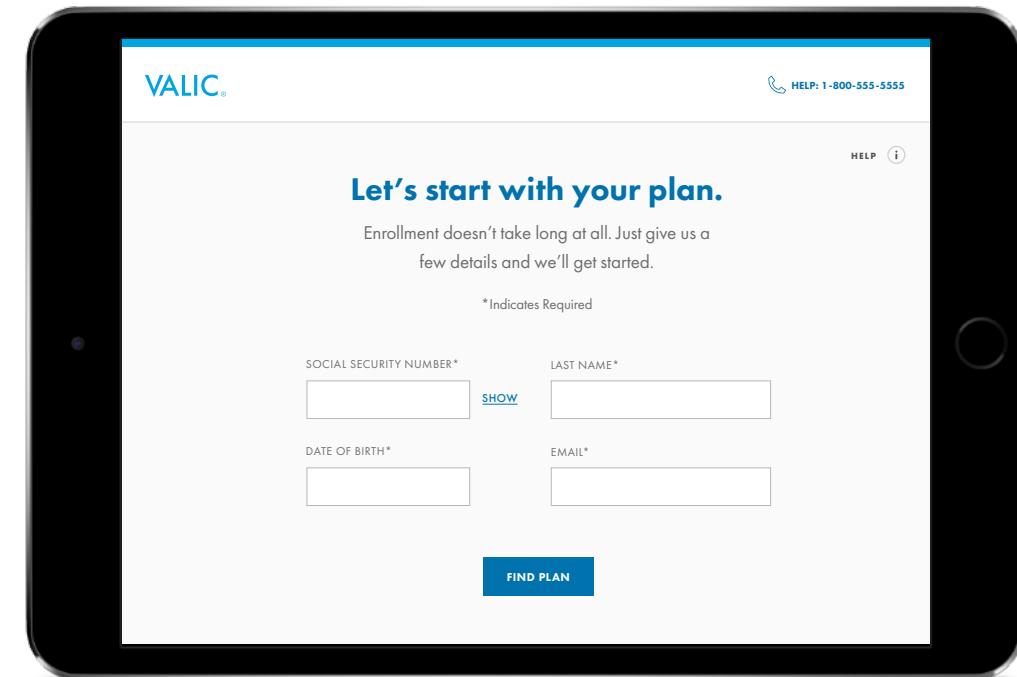 VALIC®
HELP: 1-800-555-5555
HELP i
Let’s start with your plan.
Enrollment doesn’t take long at all. Just give us a
few details and we’ll get started.
*Indicates Required
SOCIAL SECURITY NUMBER*
SHOW
LAST NAME*
DATE OF BIRTH*
EMAIL*
FIND PLAN